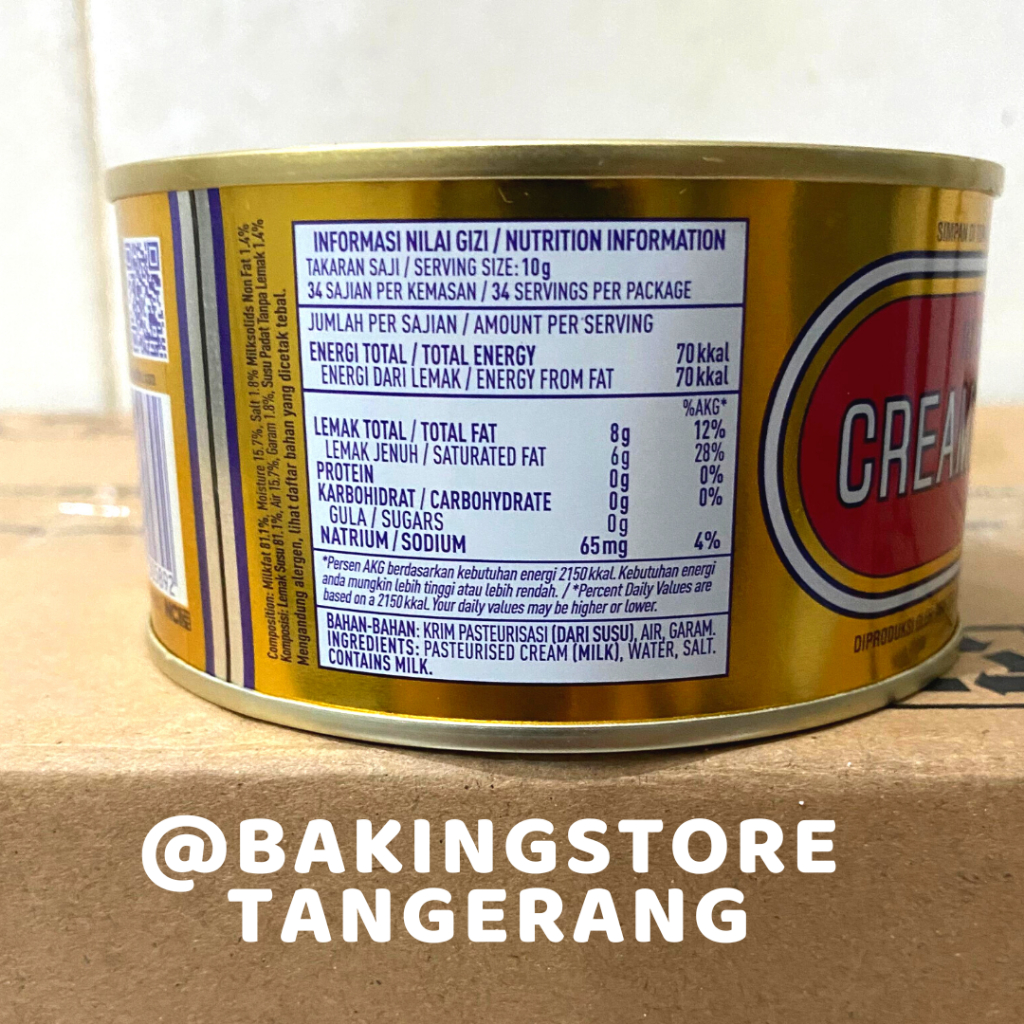 Composition: Milkfat 81.1%, Moisture 15.7%, Salt 1.8% Milksolids Non Fat 1.4%
Komposisi: Lemak Susu 81.1%, Air 15.7%, Garam 1.8%, Susu Padat Tanpa Lemak 1.4%
Mengandung alergen, lihat daftar bahan yang dicetak tebal.
INFORMASI NILAI GIZI / NUTRITION INFORMATION
TAKARAN SAJI / SERVING SIZE: 10g
34 SAJIAN PER KEMASAN / 34 SERVINGS PER PACKAGE
JUMLAH PER SAJIAN / AMOUNT PER SERVING
ENERGI TOTAL / TOTAL ENERGY 70 kkal
ENERGI DARI LEMAK / ENERGY FROM FAT 70 kkal
%AKG*
LEMAK TOTAL / TOTAL FAT 8g 12%
LEMAK JENUH / SATURATED FAT 6g 28%
PROTEIN 0g 0%
KARBOHIDRAT / CARBOHYDRATE 0g 0%
GULA / SUGARS 0g
NATRIUM / SODIUM 65mg 4%
*Persen AKG berdasarkan kebutuhan energi 2150 kkal. Kebutuhan energi
anda mungkin lebih tinggi atau lebih rendah. / *Percent Daily Values are
based on a 2150 kkal. Your daily values may be higher or lower.
BAHAN-BAHAN: KRIM PASTEURISASI (DARI SUSU), AIR, GARAM.
INGREDIENTS: PASTEURISED CREAM (MILK), WATER, SALT.
CONTAINS MILK.
SIMPAN DI
CREAM
DIPRODUKSI OLEH
@BAKINGSTORE
TANGERANG